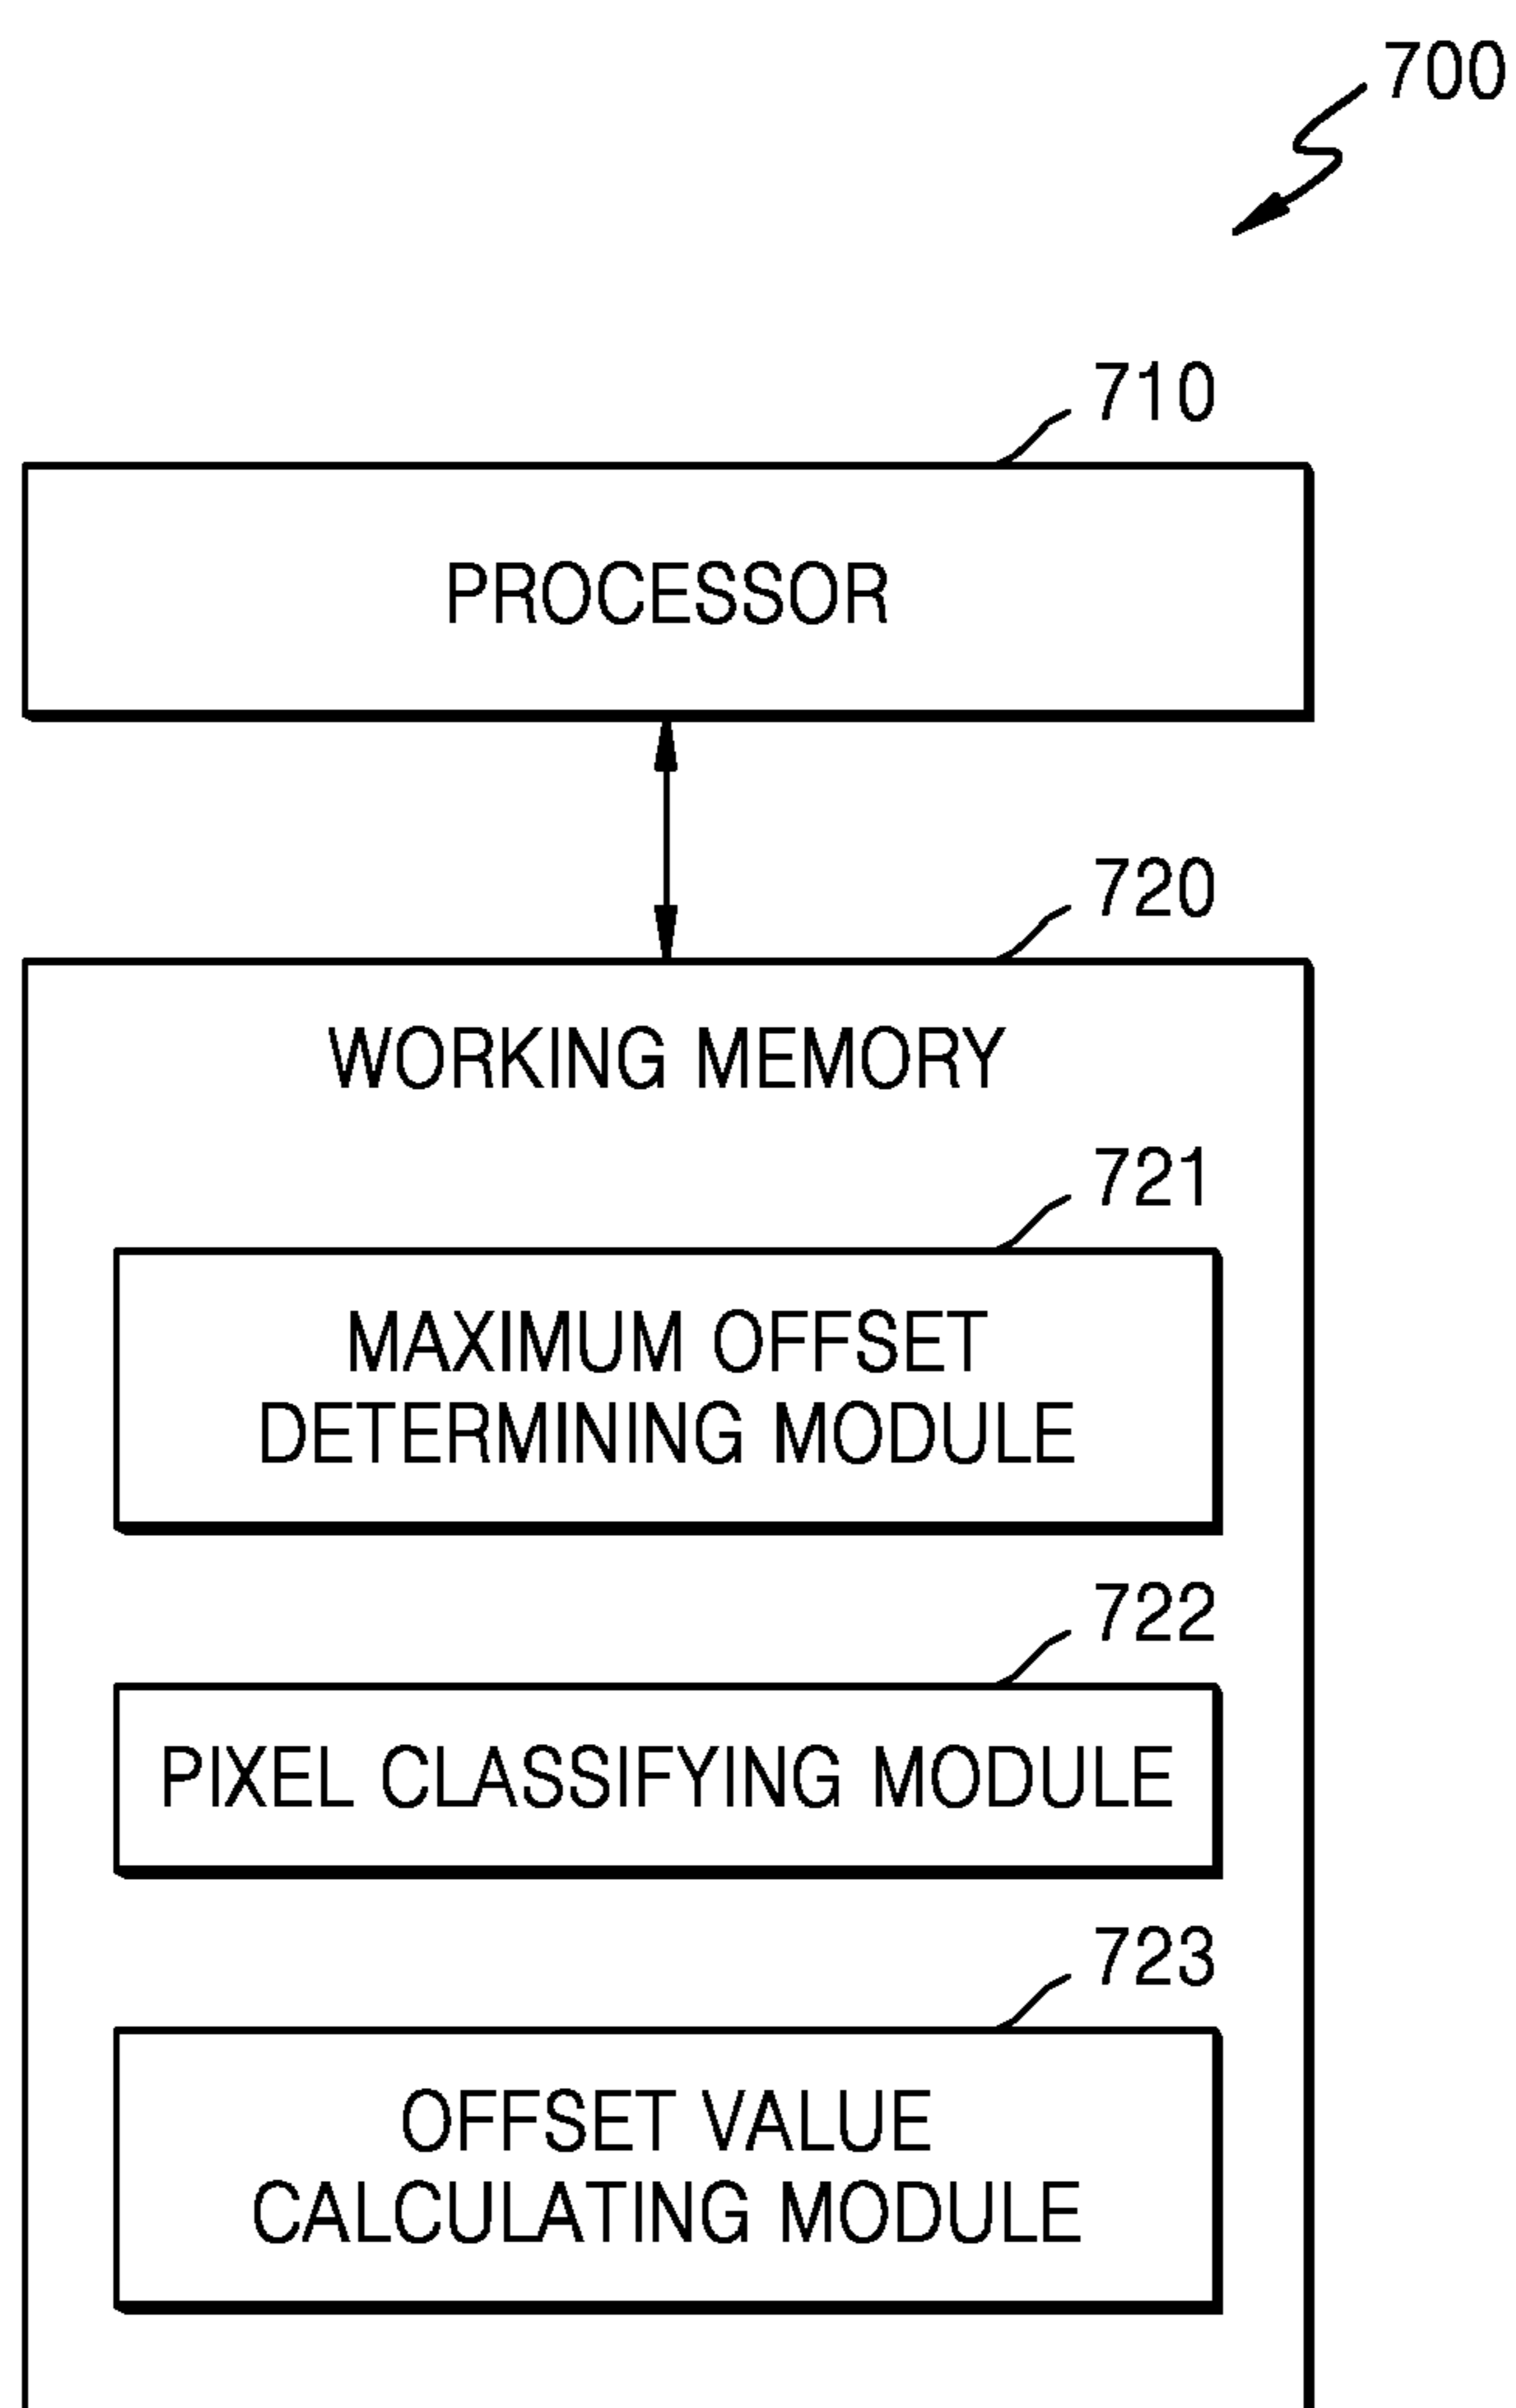 700
710
PROCESSOR
720
WORKING MEMORY
721
MAXIMUM OFFSET
DETERMINING MODULE
722
PIXEL CLASSIFYING MODULE
723
OFFSET VALUE
CALCULATING MODULE